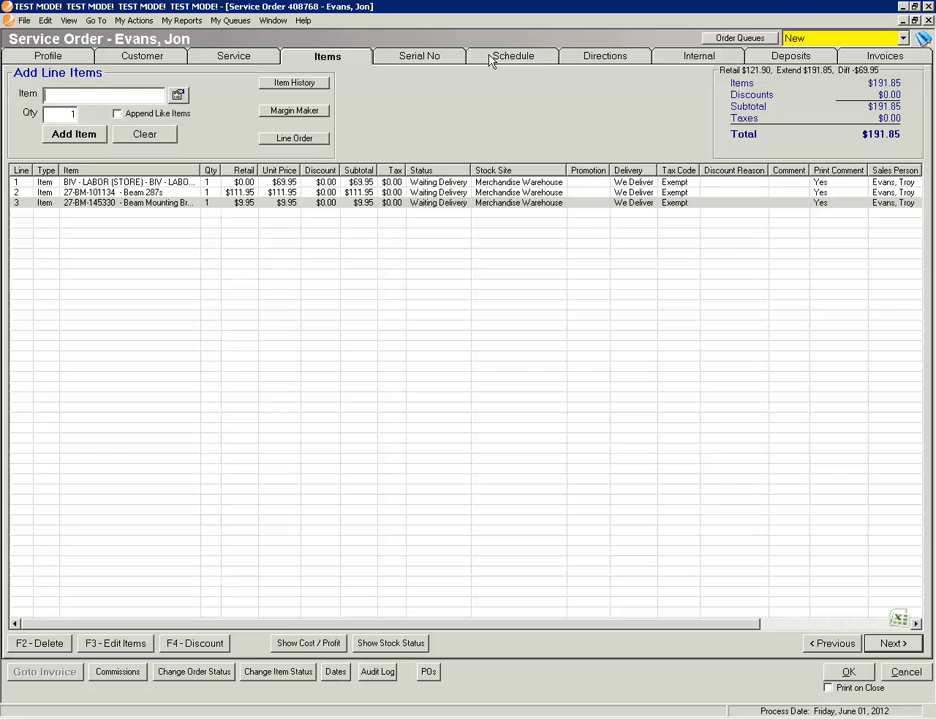 TEST MODE! TEST MODE! TEST MODE! TEST MODE! - [Service Order 408768 - Evans, Jon]
File Edit View Go To My Actions My Reports My Queues Window Help
Service Order - Evans, Jon
Order Queues New
Profile Customer Service Items Serial No Schedule Directions Internal Deposits Invoices
Add Line Items
Item
Qty 1 Append Like Items
Add Item Clear
Item History
Margin Maker
Line Order
Retail $121.90, Extend $191.85, Diff -$69.95
Items $191.85
Discounts $0.00
Subtotal $191.85
Taxes $0.00
Total $191.85
Line Type Item Qty Retail Unit Price Discount Subtotal Tax Status Stock Site Promotion Delivery Tax Code Discount Reason Comment Print Comment Sales Person
1 Item BIV - LABOR (STORE) - BIV - LABO... 1 $0.00 $69.95 $0.00 $69.95 $0.00 Waiting Delivery Merchandise Warehouse We Deliver Exempt Yes Evans, Troy
2 Item 27-BM-101134 - Beam 287s 1 $111.95 $111.95 $0.00 $111.95 $0.00 Waiting Delivery Merchandise Warehouse We Deliver Exempt Yes Evans, Troy
3 Item 27-BM-145330 - Beam Mounting Br... 1 $9.95 $9.95 $0.00 $9.95 $0.00 Waiting Delivery Merchandise Warehouse We Deliver Exempt Yes Evans, Troy
F2 - Delete F3 - Edit Items F4 - Discount Show Cost / Profit Show Stock Status < Previous Next >
Goto Invoice Commissions Change Order Status Change Item Status Dates Audit Log POs OK Cancel
Print on Close
Process Date: Friday, June 01, 2012